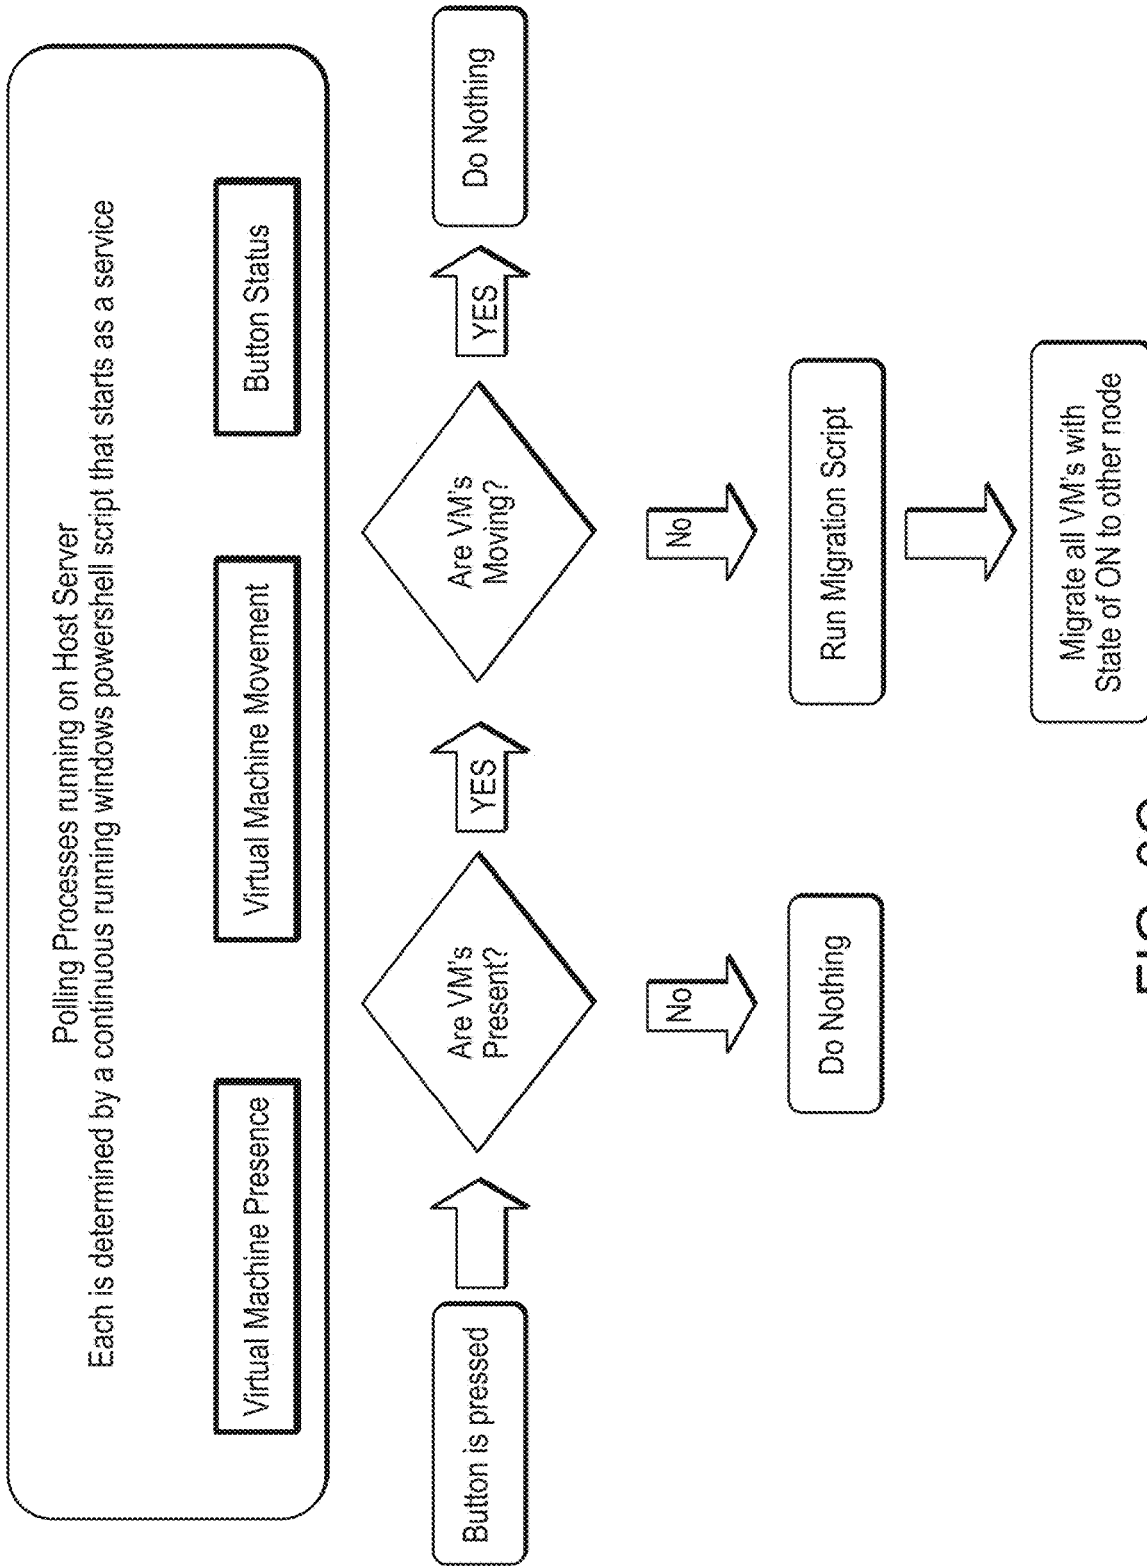 Polling Processes running on Host Server
Each is determined by a continuous running windows powershell script that starts as a service
Virtual Machine Presence
Virtual Machine Movement
Button Status
Button is pressed
Are VM's
Present?
YES
Are VM's
Moving?
YES
Do Nothing
No
No
Do Nothing
Run Migration Script
Migrate all VM's with
State of ON to other node
FIG.